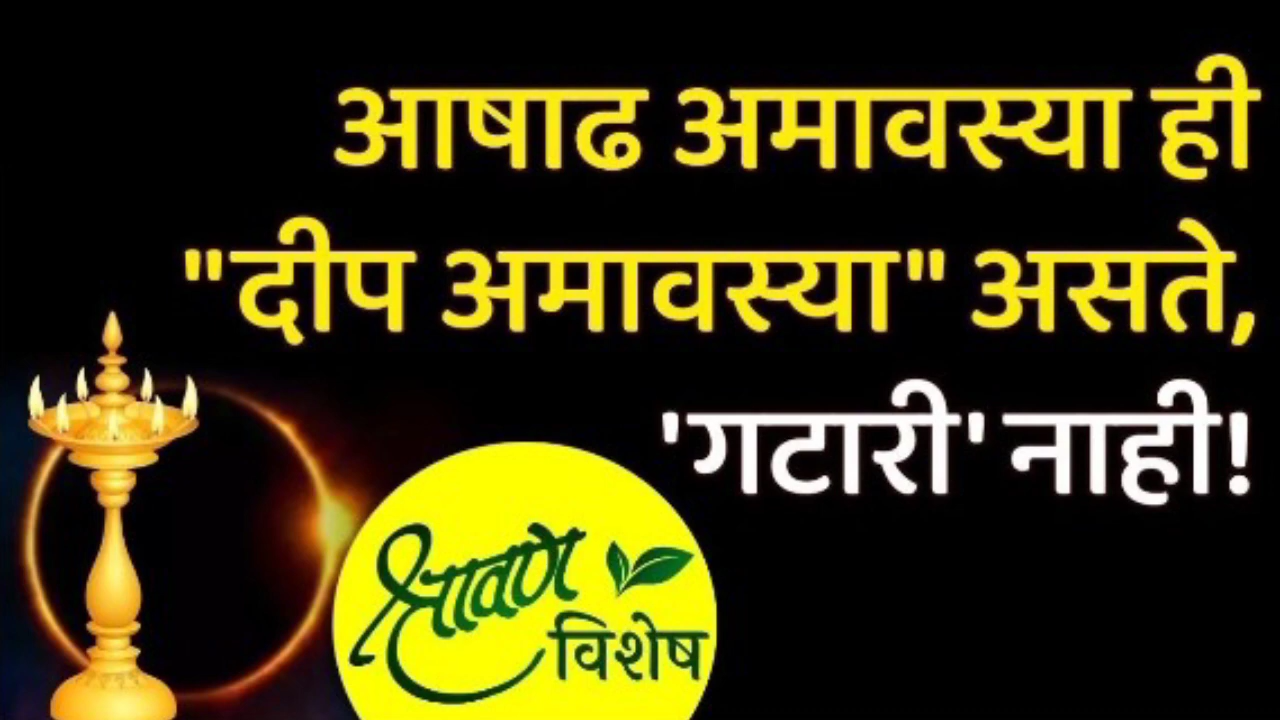 आषाढ अमावस्या ही
"दीप अमावस्या" असते,
'गटारी' नाही!
श्रावण
विशेष